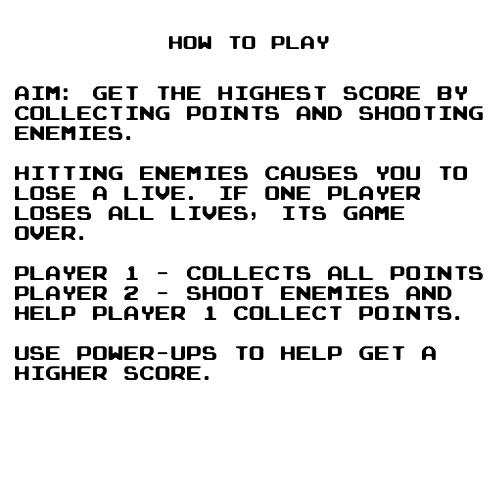 HOW TO PLAY
AIM: GET THE HIGHEST SCORE BY
COLLECTING POINTS AND SHOOTING
ENEMIES.
HITTING ENEMIES CAUSES YOU TO
LOSE A LIVE. IF ONE PLAYER
LOSES ALL LIVES, ITS GAME
OVER.
PLAYER 1 - COLLECTS ALL POINTS
PLAYER 2 - SHOOT ENEMIES AND
HELP PLAYER 1 COLLECT POINTS.
USE POWER-UPS TO HELP GET A
HIGHER SCORE.